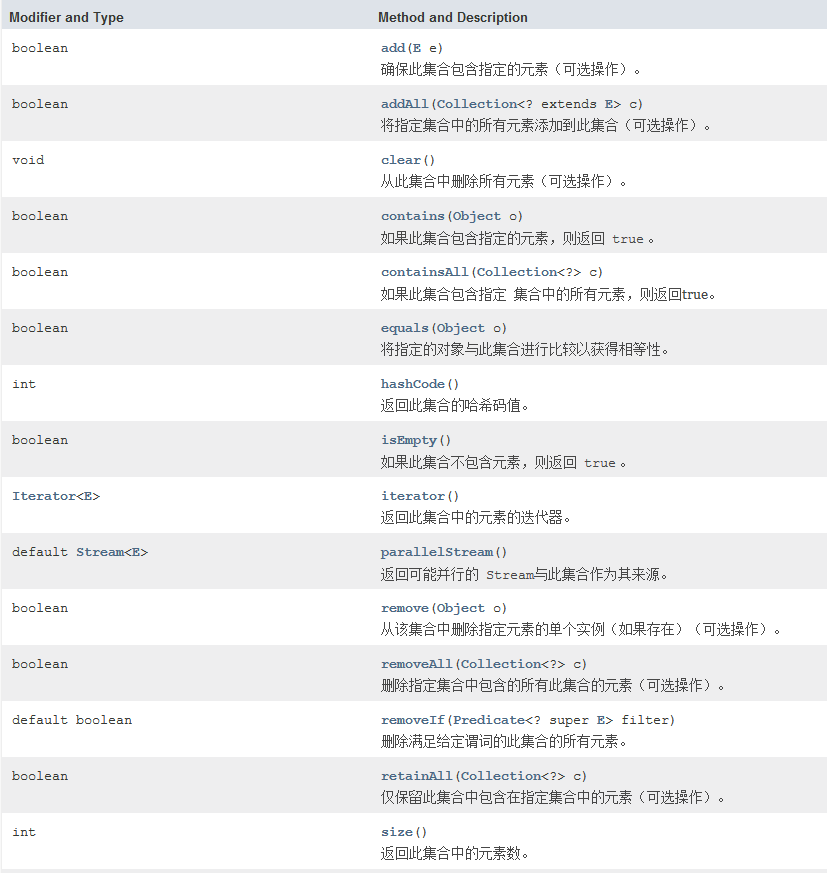 Modifier and Type Method and Description
boolean add(E e)
确保此集合包含指定的元素（可选操作）。
boolean addAll(Collection<? extends E> c)
将指定集合中的所有元素添加到此集合（可选操作）。
void clear()
从此集合中删除所有元素（可选操作）。
boolean contains(Object o)
如果此集合包含指定的元素，则返回 true 。
boolean containsAll(Collection<?> c)
如果此集合包含指定 集合中的所有元素，则返回true。
boolean equals(Object o)
将指定的对象与此集合进行比较以获得相等性。
int hashCode()
返回此集合的哈希码值。
boolean isEmpty()
如果此集合不包含元素，则返回 true 。
Iterator<E> iterator()
返回此集合中的元素的迭代器。
default Stream<E> parallelStream()
返回可能并行的 Stream与此集合作为其来源。
boolean remove(Object o)
从该集合中删除指定元素的单个实例（如果存在）（可选操作）。
boolean removeAll(Collection<?> c)
删除指定集合中包含的所有此集合的元素（可选操作）。
default boolean removeIf(Predicate<? super E> filter)
删除满足给定谓词的此集合的所有元素。
boolean retainAll(Collection<?> c)
仅保留此集合中包含在指定集合中的元素（可选操作）。
int size()
返回此集合中的元素数。